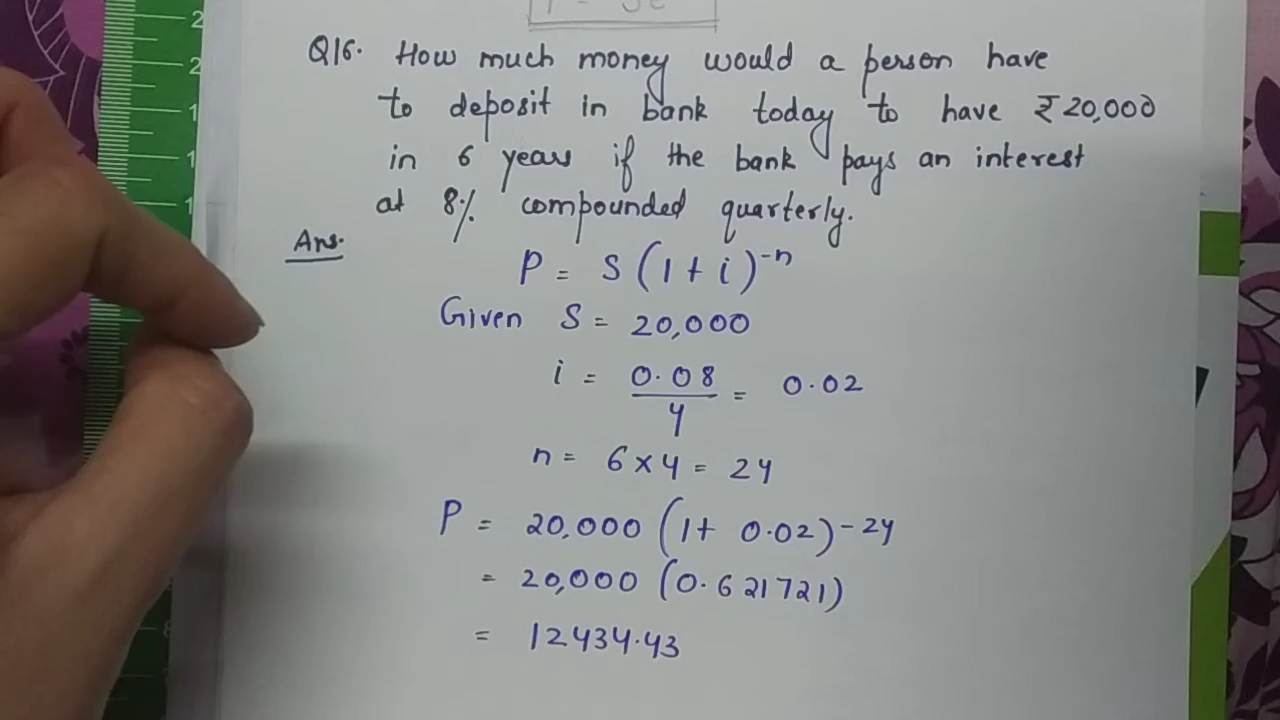 Q16. How much money would a person have
to deposit in bank today to have ₹20,000
in 6 years if the bank pays an interest
at 8% compounded quarterly.
Ans.
P = S(1+i)^-n
Given S = 20,000
i = 0.08/4 = 0.02
n = 6×4 = 24
P = 20,000 (1+ 0.02)^-24
= 20,000 (0.621721)
= 12434.43